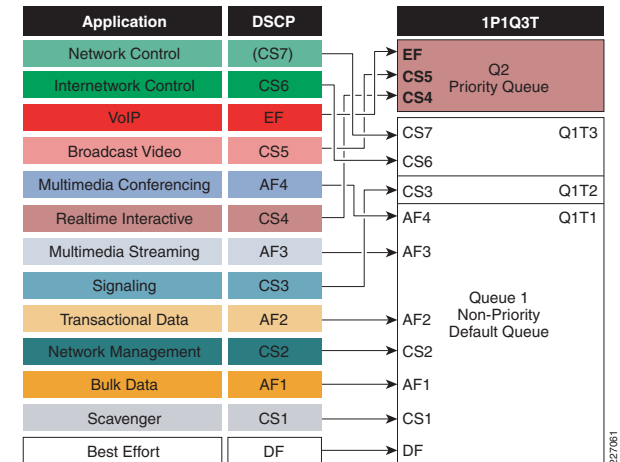 Application DSCP 1P1Q3T
Network Control (CS7)
Internetwork Control CS6
VoIP EF
Broadcast Video CS5
Multimedia Conferencing AF4
Realtime Interactive CS4
Multimedia Streaming AF3
Signaling CS3
Transactional Data AF2
Network Management CS2
Bulk Data AF1
Scavenger CS1
Best Effort DF
EF
CS5
CS4
Q2
Priority Queue
CS7 Q1T3
CS6
CS3 Q1T2
AF4 Q1T1
AF3
Queue 1
Non-Priority
Default Queue
AF2
CS2
AF1
CS1
DF
227061